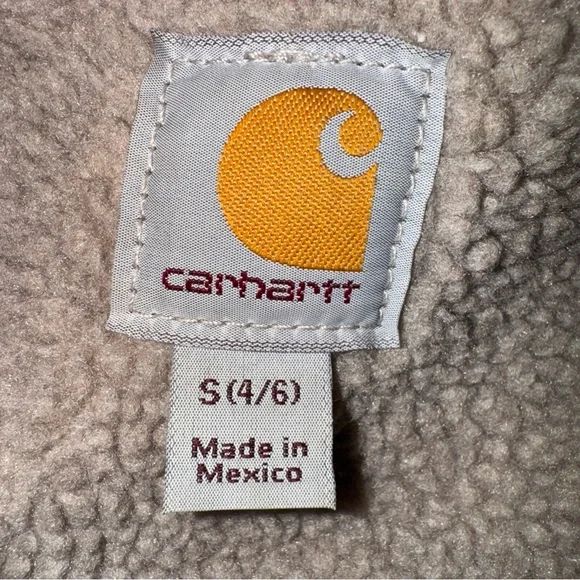 carhartt
S (4/6)
Made in
Mexico